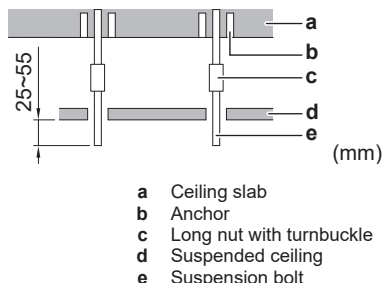 a
b
c
25~55
d
e
(mm)
a Ceiling slab
b Anchor
c Long nut with turnbuckle
d Suspended ceiling
e Suspension bolt